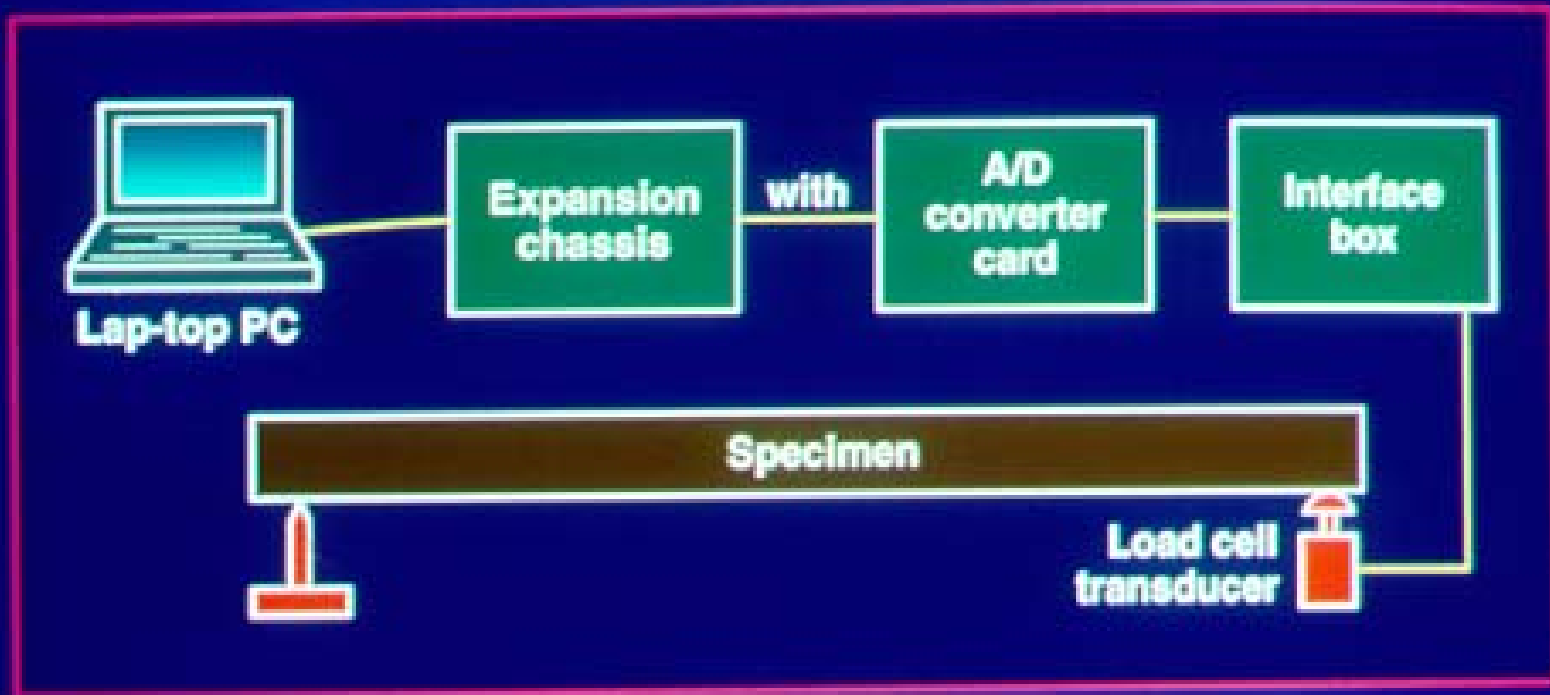 Expansion
chassis
with
A/D
converter
card
Interface
box
Lap-top PC
Specimen
Load cell
transducer